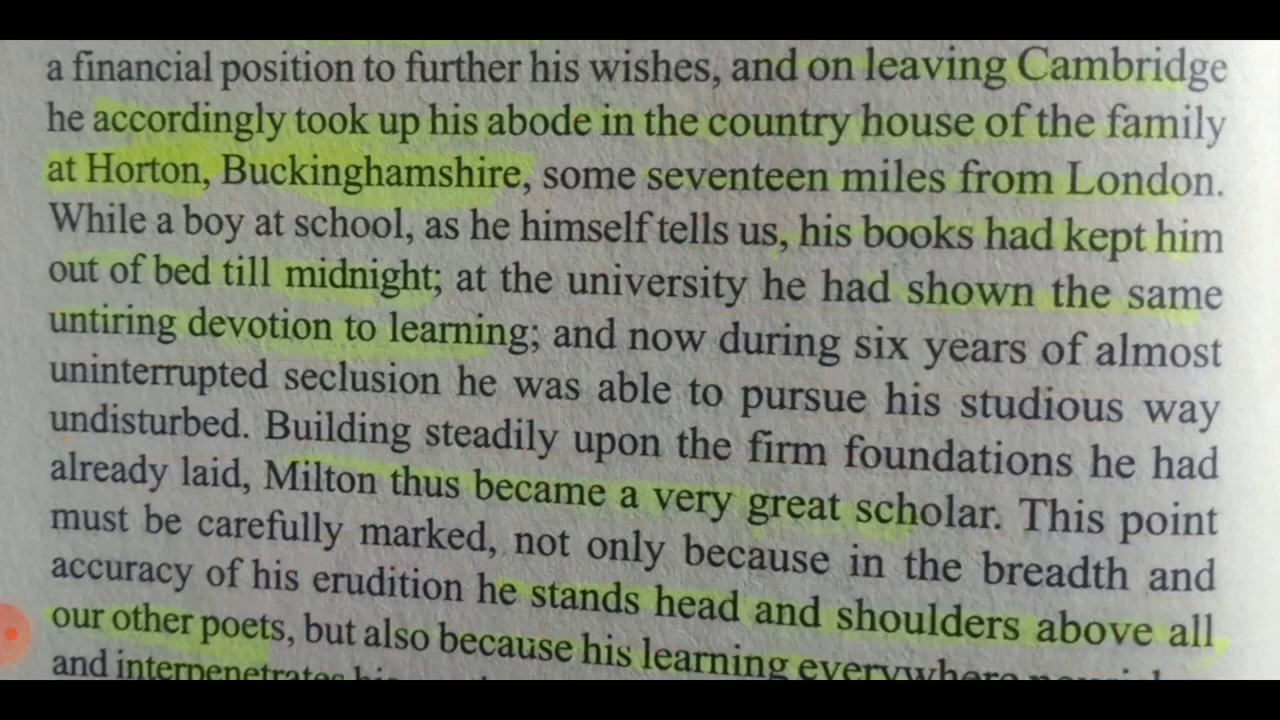 a financial position to further his wishes, and on leaving Cambridge
he accordingly took up his abode in the country house of the family
at Horton, Buckinghamshire, some seventeen miles from London.
While a boy at school, as he himself tells us, his books had kept him
out of bed till midnight; at the university he had shown the same
untiring devotion to learning; and now during six years of almost
uninterrupted seclusion he was able to pursue his studious way
undisturbed. Building steadily upon the firm foundations he had
already laid, Milton thus became a very great scholar. This point
must be carefully marked, not only because in the breadth and
accuracy of his erudition he stands head and shoulders above all
our other poets, but also because his learning everywhere
and interpenetrates